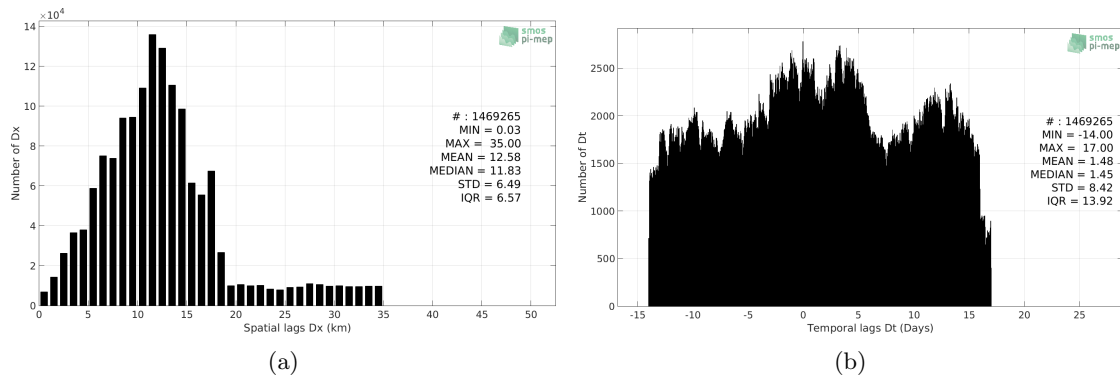 ×10⁴
14
12
10
8
6
4
2
0
Number of Dx
0 5 10 15 20 25 30 35 40 45 50
Spatial lags Dx (km)
smos
pi-mep
# : 1469265
MIN = 0.03
MAX = 35.00
MEAN = 12.58
MEDIAN = 11.83
STD = 6.49
IQR = 6.57
(a)
2500
2000
1500
1000
500
0
Number of Dt
-15 -10 -5 0 5 10 15 20 25
Temporal lags Dt (Days)
smos
pi-mep
# : 1469265
MIN = -14.00
MAX = 17.00
MEAN = 1.48
MEDIAN = 1.45
STD = 8.42
IQR = 13.92
(b)